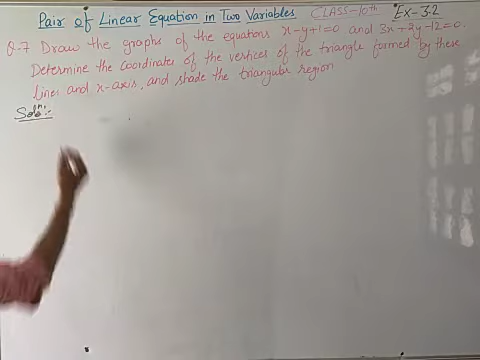 Pair of Linear Equation in Two Variables CLASS-10th Ex-3.2
Q.7 Draw the graphs of the equations x-y+1=0 and 3x+2y-12=0.
Determine the coordinates of the vertices of the triangle formed by these
lines and x-axis, and shade the triangular region
Soln:-